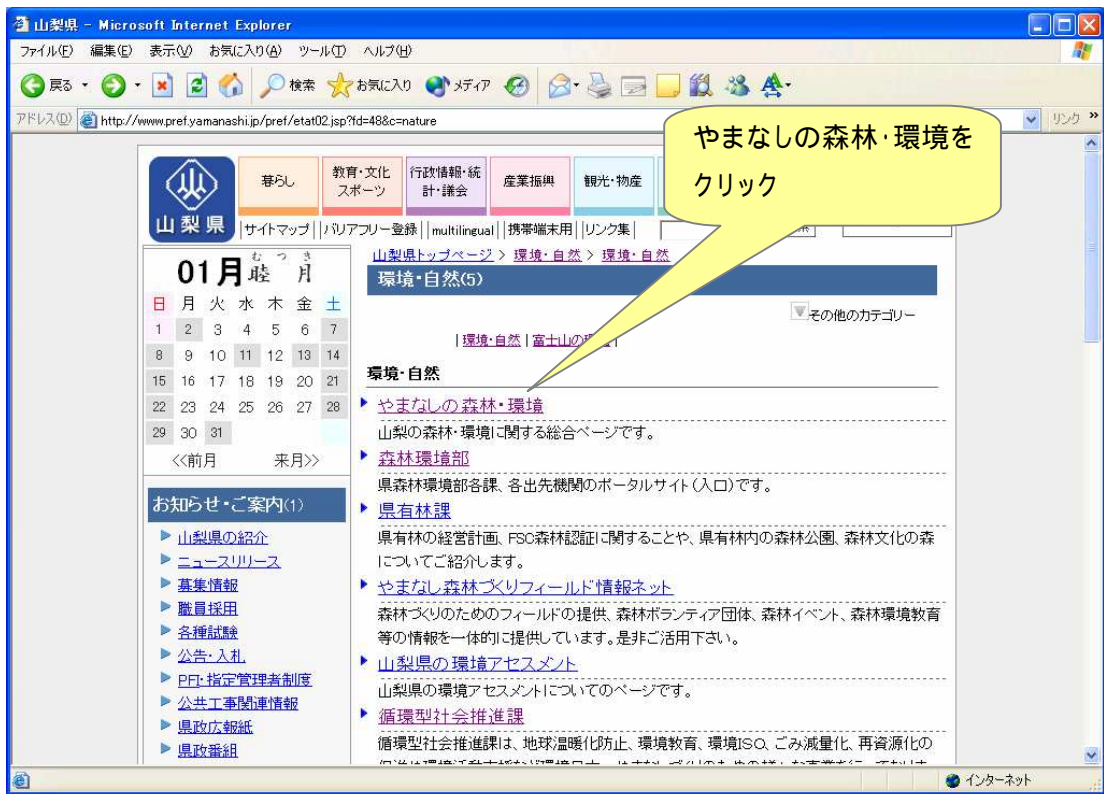 山梨県 - Microsoft Internet Explorer
ファイル(F) 編集(E) 表示(V) お気に入り(A) ツール(T) ヘルプ(H)
戻る 検索 お気に入り メディア
アドレス(D) http://www.pref.yamanashi.jp/pref/etat02.jsp?fd=48&c=nature リンク »
やまなしの森林・環境を
クリック
山梨県
暮らし
教育・文化
スポーツ
行政情報・統
計・議会
産業振興
観光・物産
|サイトマップ||バリアフリー登録||multilingual||携帯端末用||リンク集|
01月 睦月
むつき
日 月 火 水 木 金 土
1 2 3 4 5 6 7
8 9 10 11 12 13 14
15 16 17 18 19 20 21
22 23 24 25 26 27 28
29 30 31
<<前月 来月>>
お知らせ・ご案内(1)
山梨県の紹介
ニュースリリース
募集情報
職員採用
各種試験
公告・入札
PFI・指定管理者制度
公共工事関連情報
県政広報紙
県政番組
山梨県トップページ > 環境・自然 > 環境・自然
環境・自然(5)
その他のカテゴリー
|環境・自然|富士山の
環境・自然
やまなしの森林・環境
山梨の森林・環境に関する総合ページです。
森林環境部
県森林環境部各課、各出先機関のポータルサイト(入口)です。
県有林課
県有林の経営計画、FSC森林認証に関することや、県有林内の森林公園、森林文化の森
についてご紹介します。
やまなし森林づくりフィールド情報ネット
森林づくりのためのフィールドの提供、森林ボランティア団体、森林イベント、森林環境教育
等の情報を一体的に提供しています。是非ご活用下さい。
山梨県の環境アセスメント
山梨県の環境アセスメントについてのページです。
循環型社会推進課
循環型社会推進課は、地球温暖化防止、環境教育、環境ISO、ごみ減量化、再資源化の
インターネット